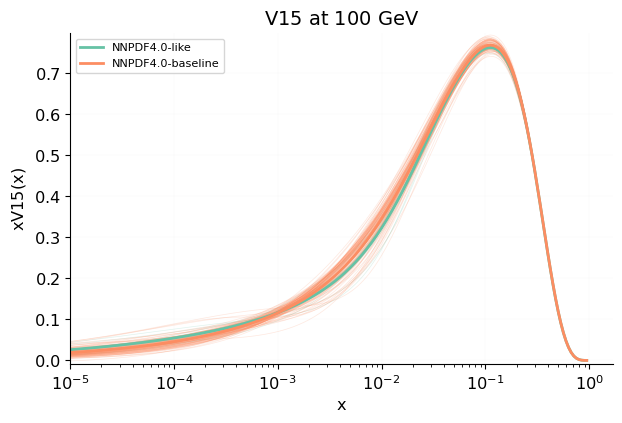 V15 at 100 GeV
NNPDF4.0-like
NNPDF4.0-baseline
xV15(x)
0.7
0.6
0.5
0.4
0.3
0.2
0.1
0.0
10⁻⁵ 10⁻⁴ 10⁻³ 10⁻² 10⁻¹ 10⁰
x